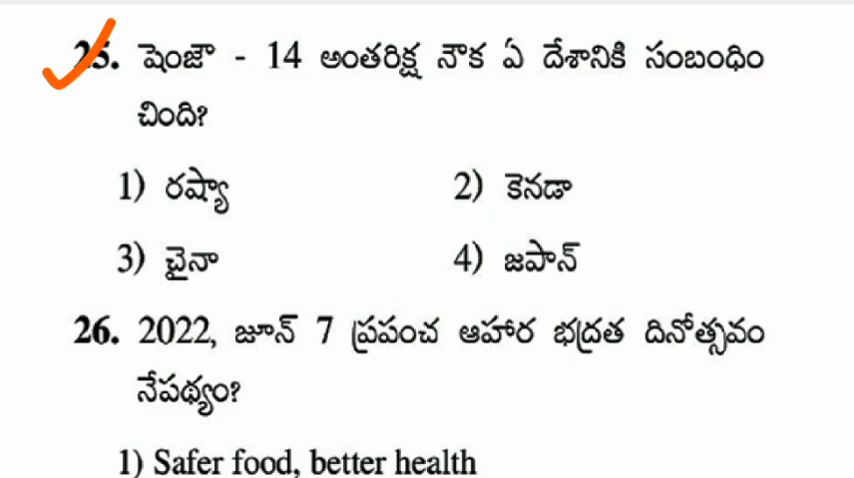 25. షెంజౌ - 14 అంతరిక్ష నౌక ఏ దేశానికి సంబంధిం
చింది?
1) రష్యా 2) కెనడా
3) చైనా 4) జపాన్
26. 2022, జూన్ 7 ప్రపంచ ఆహార భద్రత దినోత్సవం
నేపథ్యం?
1) Safer food, better health